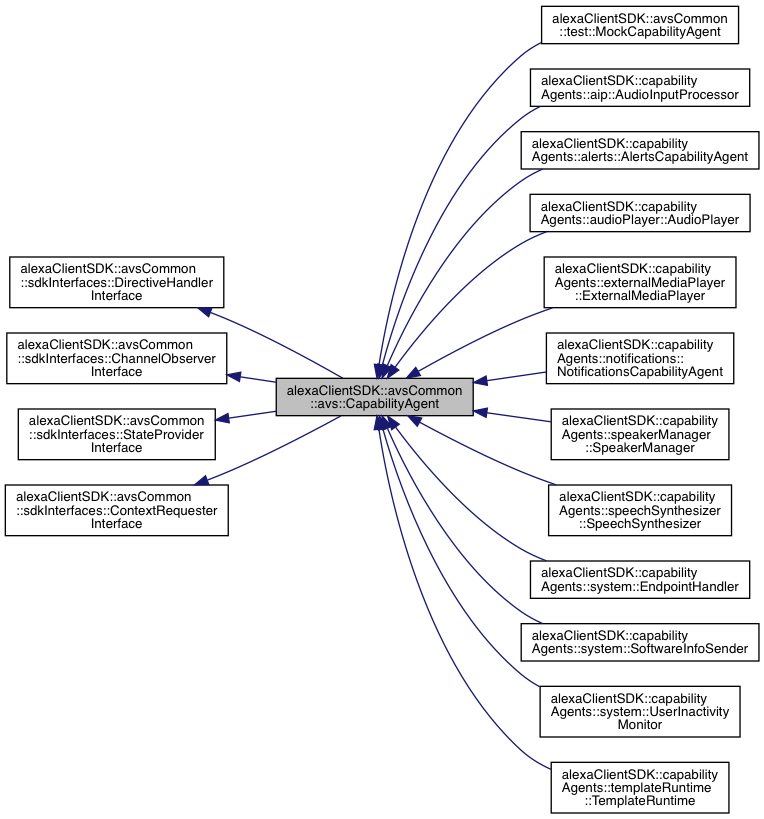 alexaClientSDK::avsCommon
::test::MockCapabilityAgent
alexaClientSDK::capability
Agents::aip::AudioInputProcessor
alexaClientSDK::capability
Agents::alerts::AlertsCapabilityAgent
alexaClientSDK::capability
Agents::audioPlayer::AudioPlayer
alexaClientSDK::avsCommon
::sdkInterfaces::DirectiveHandler
Interface
alexaClientSDK::capability
Agents::externalMediaPlayer
::ExternalMediaPlayer
alexaClientSDK::avsCommon
::sdkInterfaces::ChannelObserver
Interface
alexaClientSDK::capability
Agents::notifications::
NotificationsCapabilityAgent
alexaClientSDK::avsCommon
::avs::CapabilityAgent
alexaClientSDK::avsCommon
::sdkInterfaces::StateProvider
Interface
alexaClientSDK::capability
Agents::speakerManager
::SpeakerManager
alexaClientSDK::avsCommon
::sdkInterfaces::ContextRequester
Interface
alexaClientSDK::capability
Agents::speechSynthesizer
::SpeechSynthesizer
alexaClientSDK::capability
Agents::system::EndpointHandler
alexaClientSDK::capability
Agents::system::SoftwareInfoSender
alexaClientSDK::capability
Agents::system::UserInactivity
Monitor
alexaClientSDK::capability
Agents::templateRuntime
::TemplateRuntime